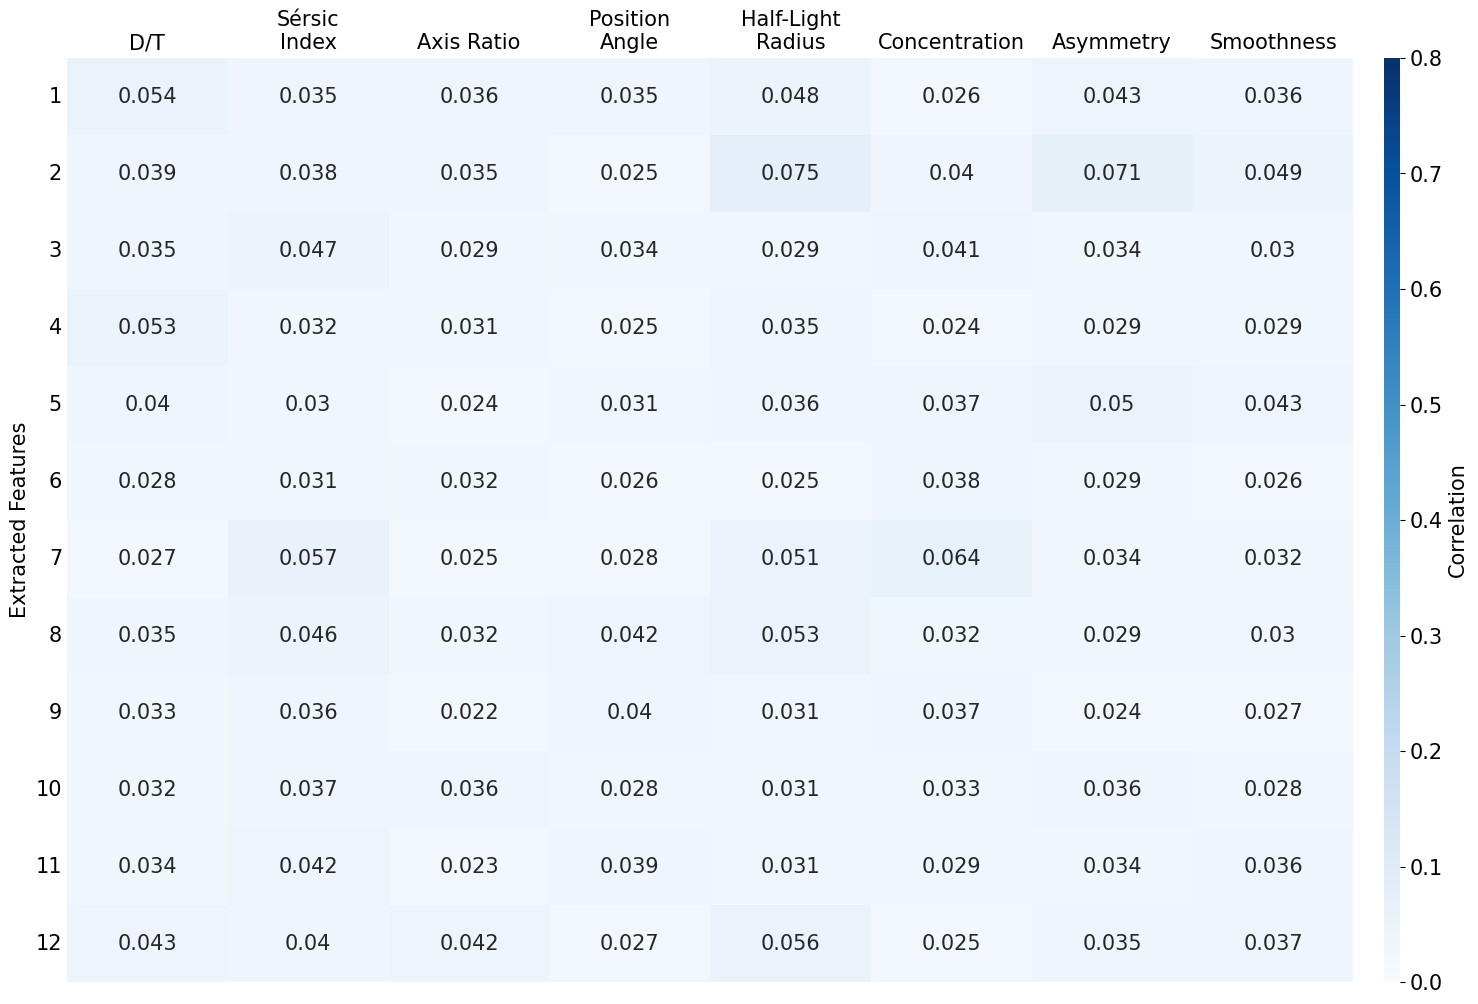 Sérsic
Position
Half-Light
D/T
Index
Axis Ratio
Angle
Radius
Concentration
Asymmetry
Smoothness
1 0.054 0.035 0.036 0.035 0.048 0.026 0.043 0.036
2 0.039 0.038 0.035 0.025 0.075 0.04 0.071 0.049
3 0.035 0.047 0.029 0.034 0.029 0.041 0.034 0.03
4 0.053 0.032 0.031 0.025 0.035 0.024 0.029 0.029
5 0.04 0.03 0.024 0.031 0.036 0.037 0.05 0.043
6 0.028 0.031 0.032 0.026 0.025 0.038 0.029 0.026
7 0.027 0.057 0.025 0.028 0.051 0.064 0.034 0.032
8 0.035 0.046 0.032 0.042 0.053 0.032 0.029 0.03
9 0.033 0.036 0.022 0.04 0.031 0.037 0.024 0.027
10 0.032 0.037 0.036 0.028 0.031 0.033 0.036 0.028
11 0.034 0.042 0.023 0.039 0.031 0.029 0.034 0.036
12 0.043 0.04 0.042 0.027 0.056 0.025 0.035 0.037
Extracted Features
0.8
0.7
0.6
0.5
0.4
0.3
0.2
0.1
0.0
Correlation